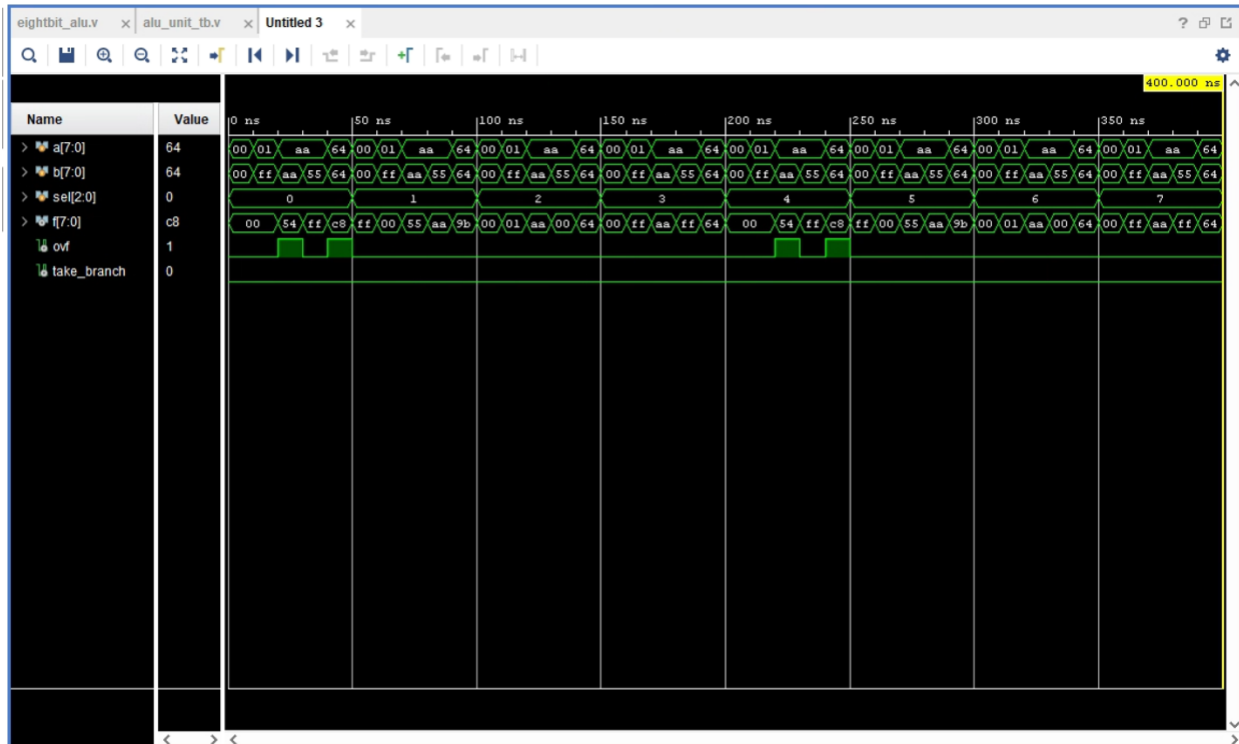 eightbit_alu.v × alu_unit_tb.v × Untitled 3 × ?
400.000 ns
Name Value 0 ns 50 ns 100 ns 150 ns 200 ns 250 ns 300 ns 350 ns
a[7:0] 64 00 01 aa 64 00 01 aa 64 00 01 aa 64 00 01 aa 64 00 01 aa 64 00 01 aa 64 00 01 aa 64 00 01 aa 64
b[7:0] 64 00 ff aa 55 64 00 ff aa 55 64 00 ff aa 55 64 00 ff aa 55 64 00 ff aa 55 64 00 ff aa 55 64 00 ff aa 55 64 00 ff aa 55 64
sel[2:0] 0 0 1 2 3 4 5 6 7
f[7:0] c8 00 54 ff c8 ff 00 55 aa 9b 00 01 aa 00 64 00 ff aa ff 64 00 54 ff c8 ff 00 55 aa 9b 00 01 aa 00 64 00 ff aa ff 64
ovf 1
take_branch 0